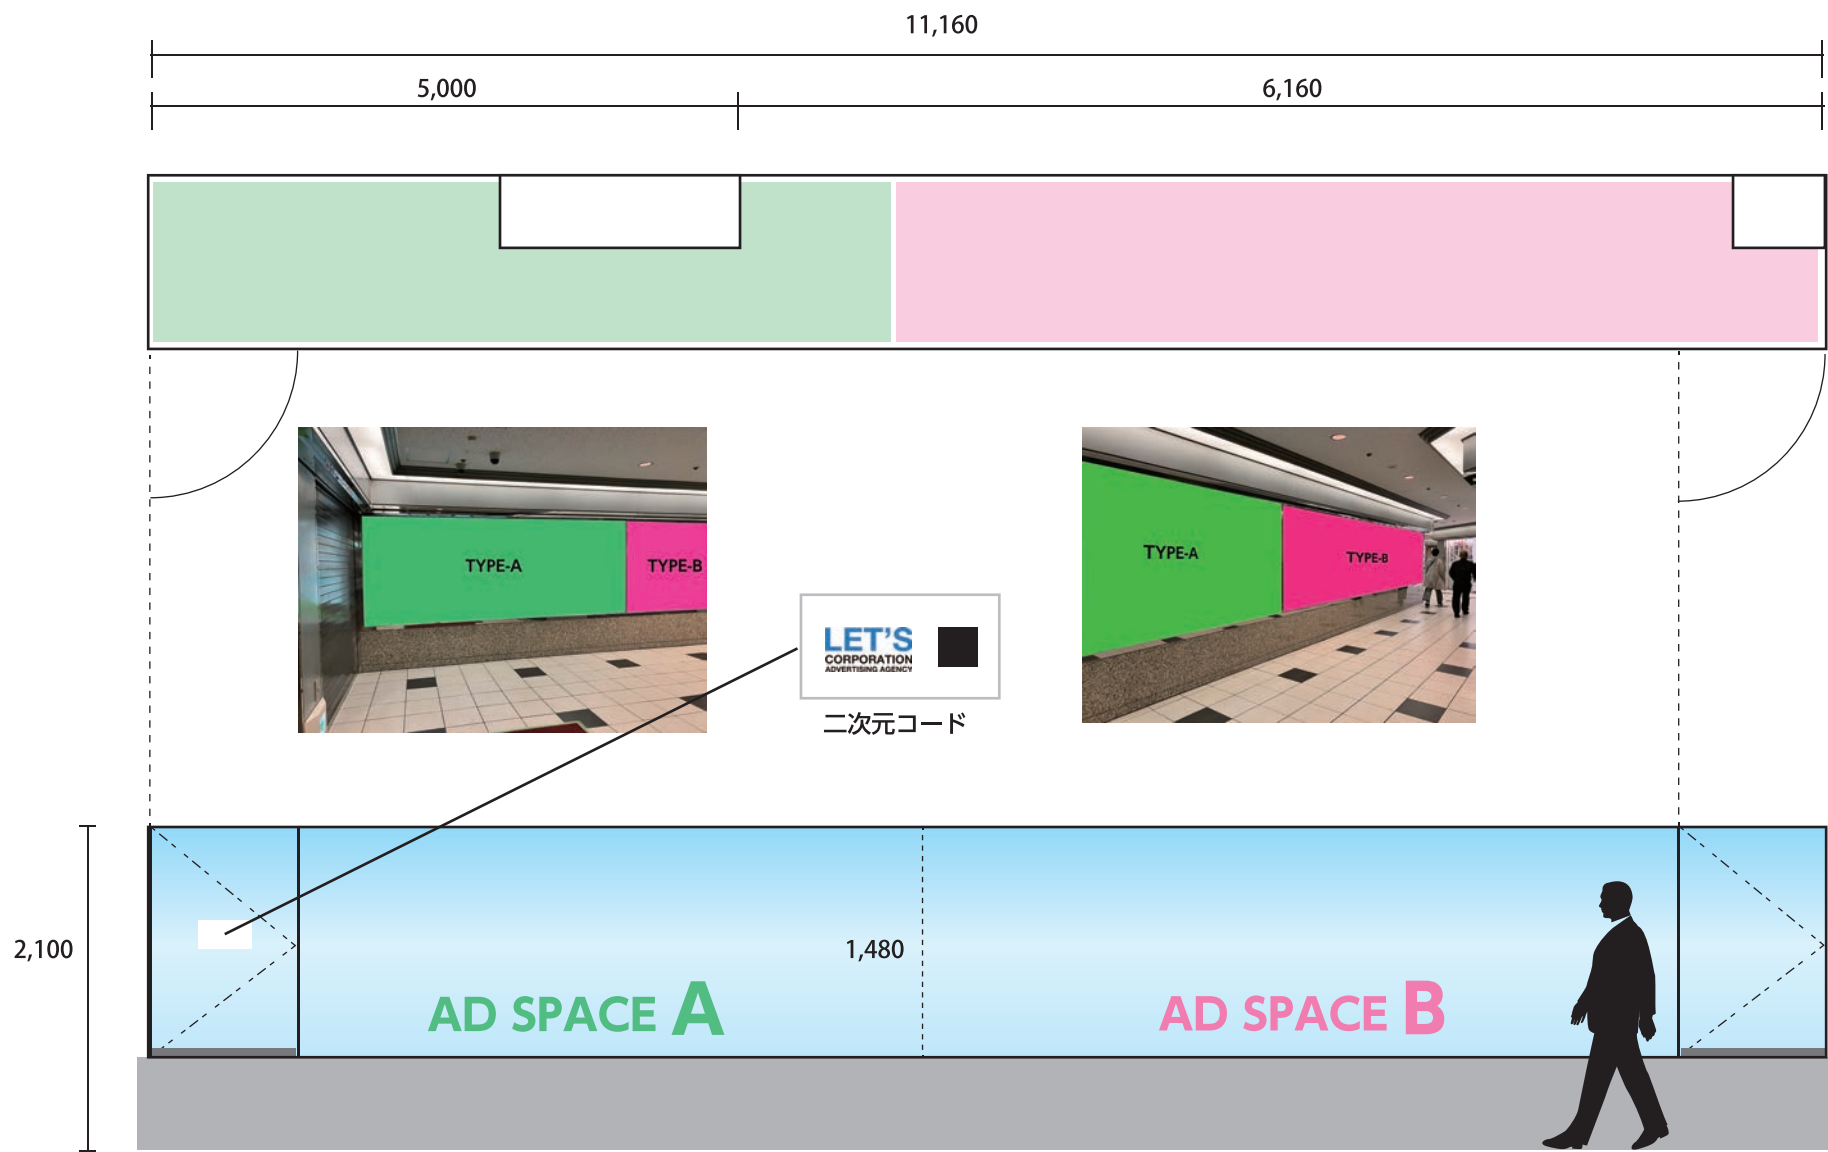 11,160
5,000
6,160
TYPE-A
TYPE-B
TYPE-A
TYPE-B
LET'S
CORPORATION
ADVERTISING AGENCY
二次元コード
2,100
1,480
AD SPACE A
AD SPACE B